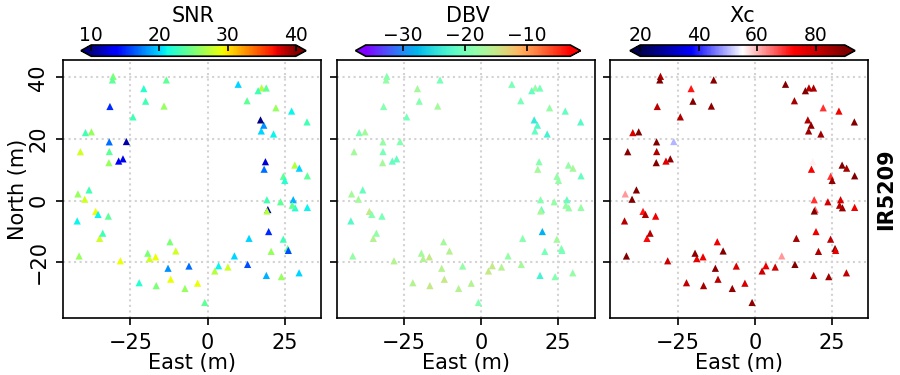 SNR DBV Xc
10 20 30 40 −30 −20 −10 20 40 60 80
40
20
0
−20
North (m)
IR5209
−25 0 25 −25 0 25 −25 0 25
East (m) East (m) East (m)